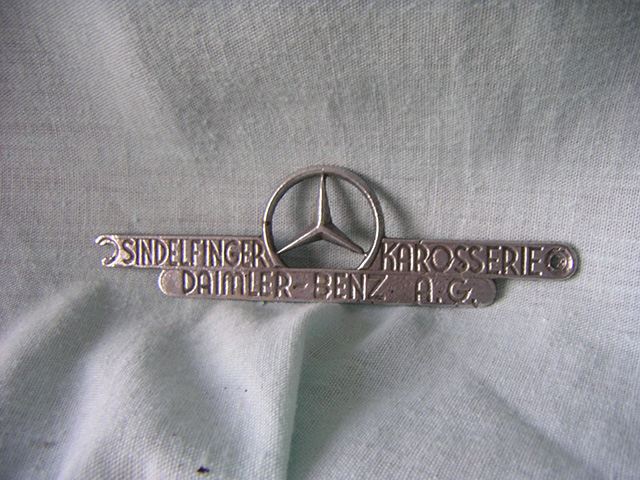 SINDELFINGER KAROSSERIE
DAIMLER-BENZ A.G.